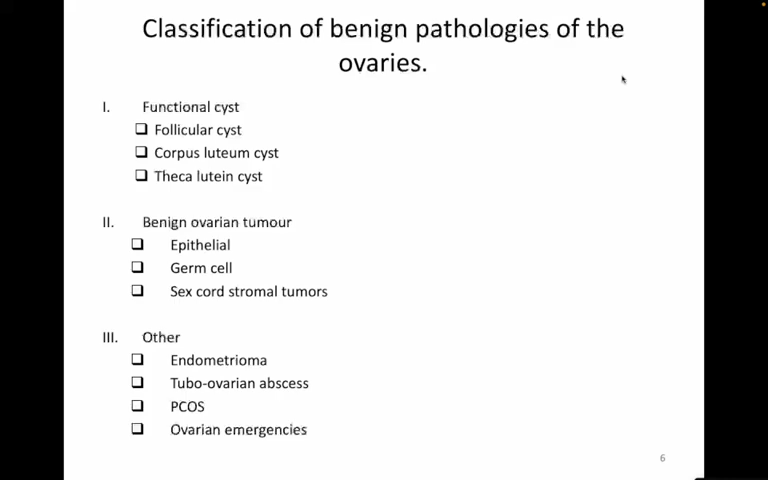 Classification of benign pathologies of the
ovaries.
I. Functional cyst
Follicular cyst
Corpus luteum cyst
Theca lutein cyst
II. Benign ovarian tumour
Epithelial
Germ cell
Sex cord stromal tumors
III. Other
Endometrioma
Tubo-ovarian abscess
PCOS
Ovarian emergencies
6